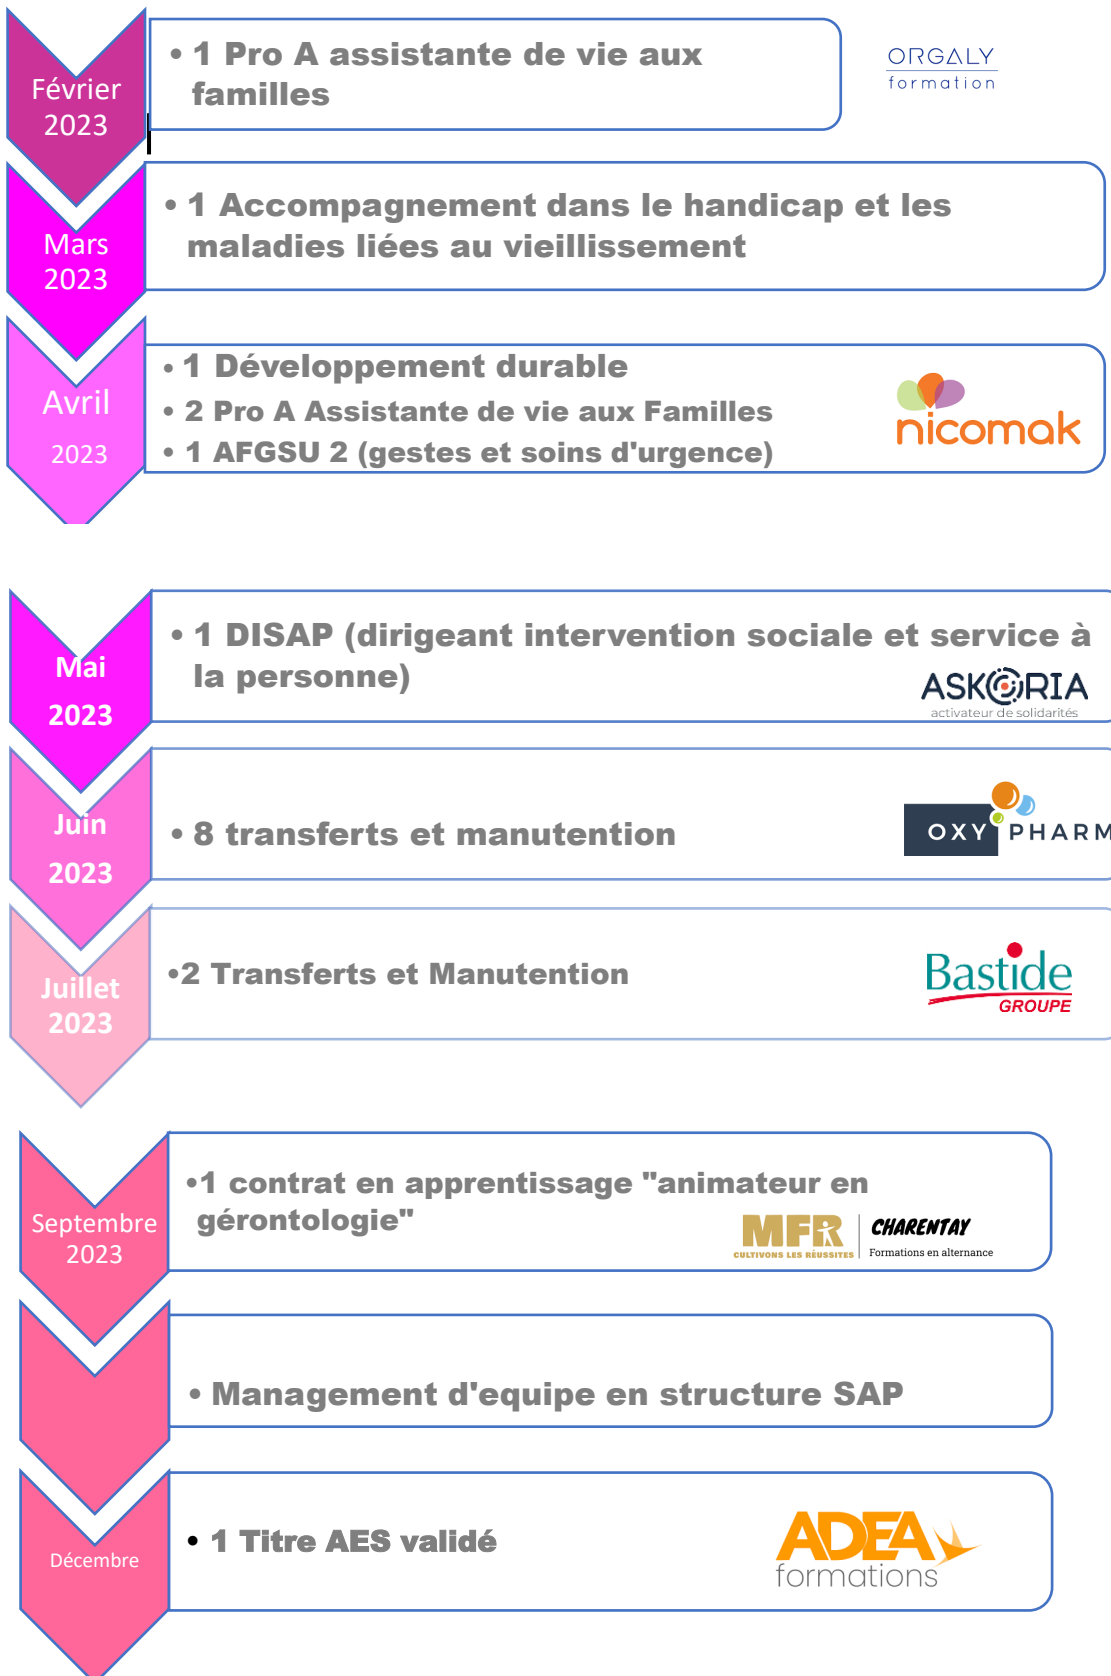 Février
2023
• 1 Pro A assistante de vie aux
familles
ORGALY
formation
Mars
2023
• 1 Accompagnement dans le handicap et les
maladies liées au vieillissement
Avril
2023
• 1 Développement durable
• 2 Pro A Assistante de vie aux Familles
• 1 AFGSU 2 (gestes et soins d'urgence)
nicomak
Mai
2023
• 1 DISAP (dirigeant intervention sociale et service à
la personne)
ASKORIA
activateur de solidarités
Juin
2023
• 8 transferts et manutention
OXY PHARM
Juillet
2023
•2 Transferts et Manutention
Bastide
GROUPE
Septembre
2023
•1 contrat en apprentissage "animateur en
gérontologie"
MFR
CULTIVONS LES RÉUSSITES
CHARENTAY
Formations en alternance
• Management d'equipe en structure SAP
Décembre
• 1 Titre AES validé
ADEA
formations